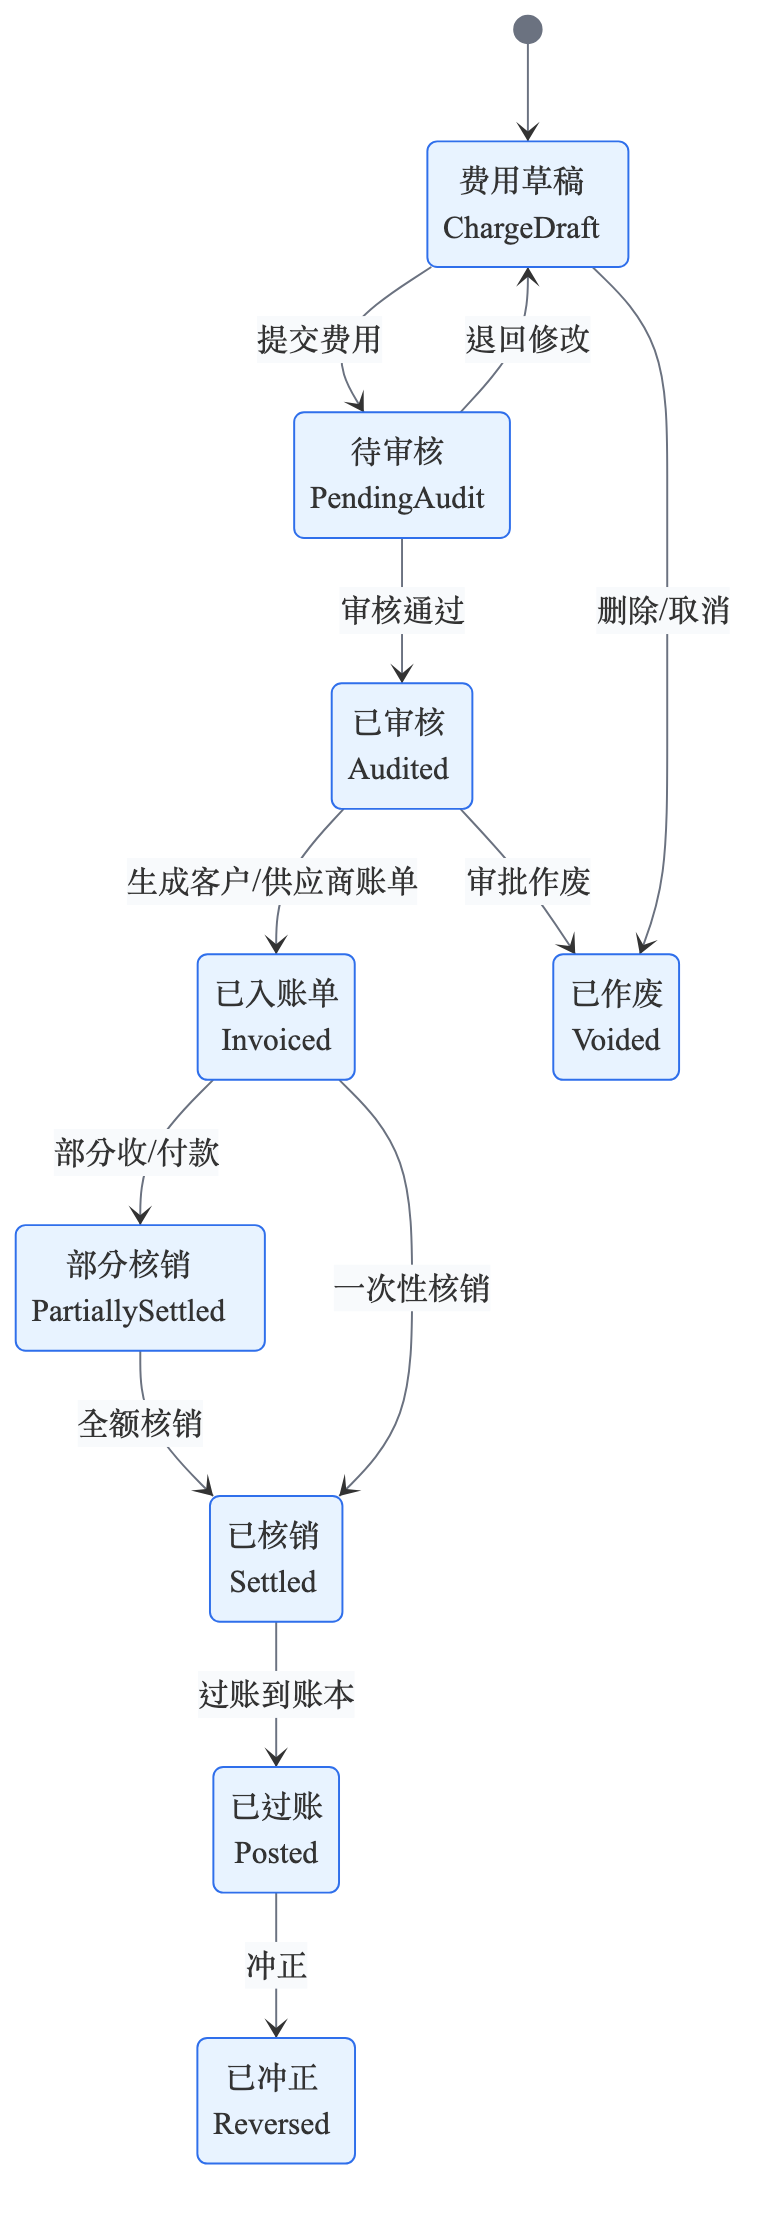 费用草稿
ChargeDraft
提交费用
退回修改
待审核
PendingAudit
审核通过
删除/取消
已审核
Audited
生成客户/供应商账单
审批作废
已入账单
Invoiced
已作废
Voided
部分收/付款
部分核销
PartiallySettled
一次性核销
全额核销
已核销
Settled
过账到账本
已过账
Posted
冲正
已冲正
Reversed